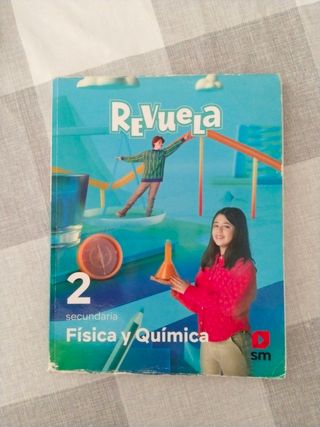 REVUELA
2
secundaria
Física y Química
sm